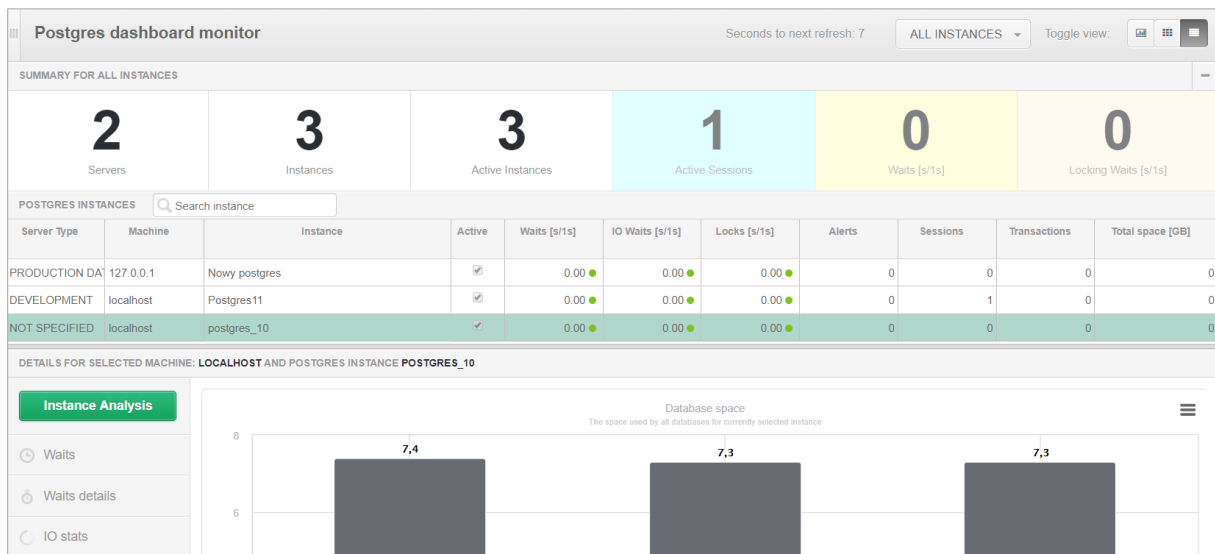 Postgres dashboard monitor Seconds to next refresh: 7 ALL INSTANCES Toggle view:
SUMMARY FOR ALL INSTANCES
2 3 3 1 0 0
Servers Instances Active Instances Active Sessions Waits [s/1s] Locking Waits [s/1s]
POSTGRES INSTANCES Search instance
Server Type Machine Instance Active Waits [s/1s] IO Waits [s/1s] Locks [s/1s] Alerts Sessions Transactions Total space [GB]
PRODUCTION DAT 127.0.0.1 Nowy postgres 0.00 0.00 0.00 0 0 0 0
DEVELOPMENT localhost Postgres11 0.00 0.00 0.00 0 1 0 0
NOT SPECIFIED localhost postgres_10 0.00 0.00 0.00 0 0 0 0
DETAILS FOR SELECTED MACHINE: LOCALHOST AND POSTGRES INSTANCE POSTGRES_10
Instance Analysis
Waits
Waits details
IO stats
Database space
The space used by all databases for currently selected instance
8
7,4 7,3 7,3
6